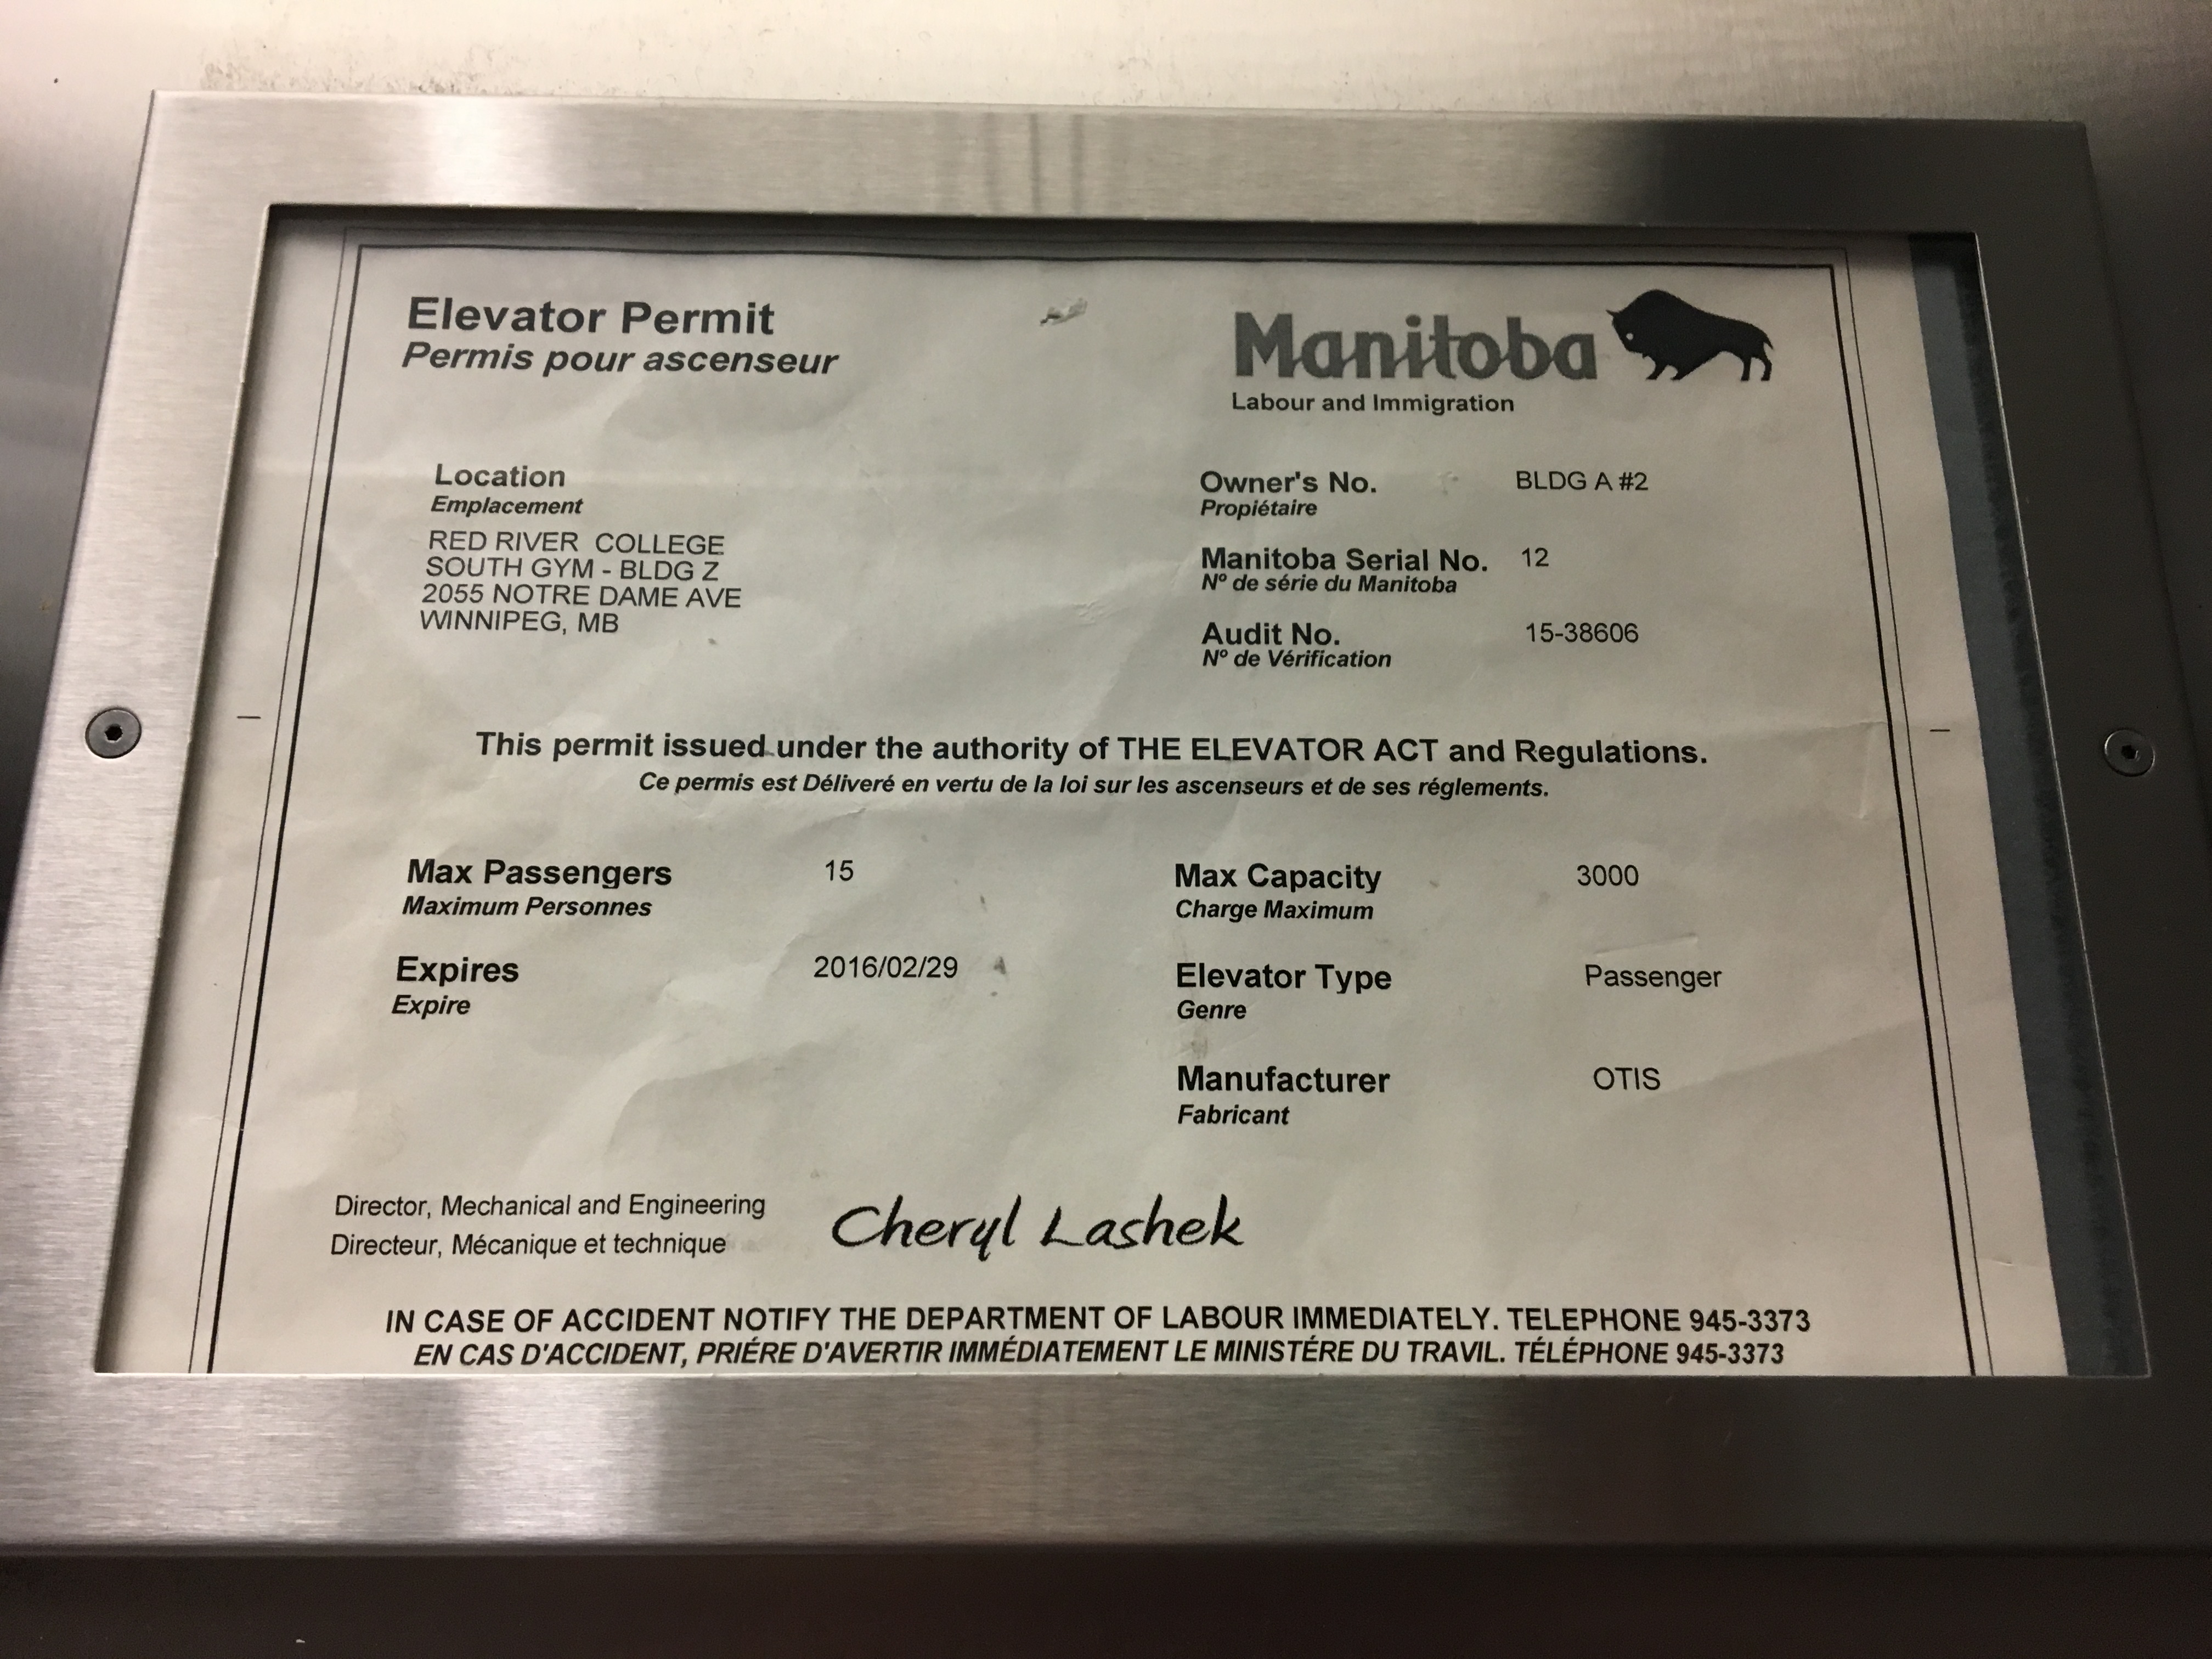 Elevator Permit
Permis pour ascenseur
Manitoba
Labour and Immigration
Location
Emplacement
RED RIVER COLLEGE
SOUTH GYM - BLDG Z
2055 NOTRE DAME AVE
WINNIPEG, MB
Owner's No. BLDG A #2
Propiétaire
Manitoba Serial No. 12
Nº de série du Manitoba
Audit No. 15-38606
Nº de Vérification
This permit issued under the authority of THE ELEVATOR ACT and Regulations.
Ce permis est Déliveré en vertu de la loi sur les ascenseurs et de ses réglements.
Max Passengers 15
Maximum Personnes
Max Capacity 3000
Charge Maximum
Expires 2016/02/29
Expire
Elevator Type Passenger
Genre
Manufacturer OTIS
Fabricant
Director, Mechanical and Engineering
Directeur, Mécanique et technique
Cheryl Lashek
IN CASE OF ACCIDENT NOTIFY THE DEPARTMENT OF LABOUR IMMEDIATELY. TELEPHONE 945-3373
EN CAS D'ACCIDENT, PRIÉRE D'AVERTIR IMMÉDIATEMENT LE MINISTÉRE DU TRAVIL. TÉLÉPHONE 945-3373